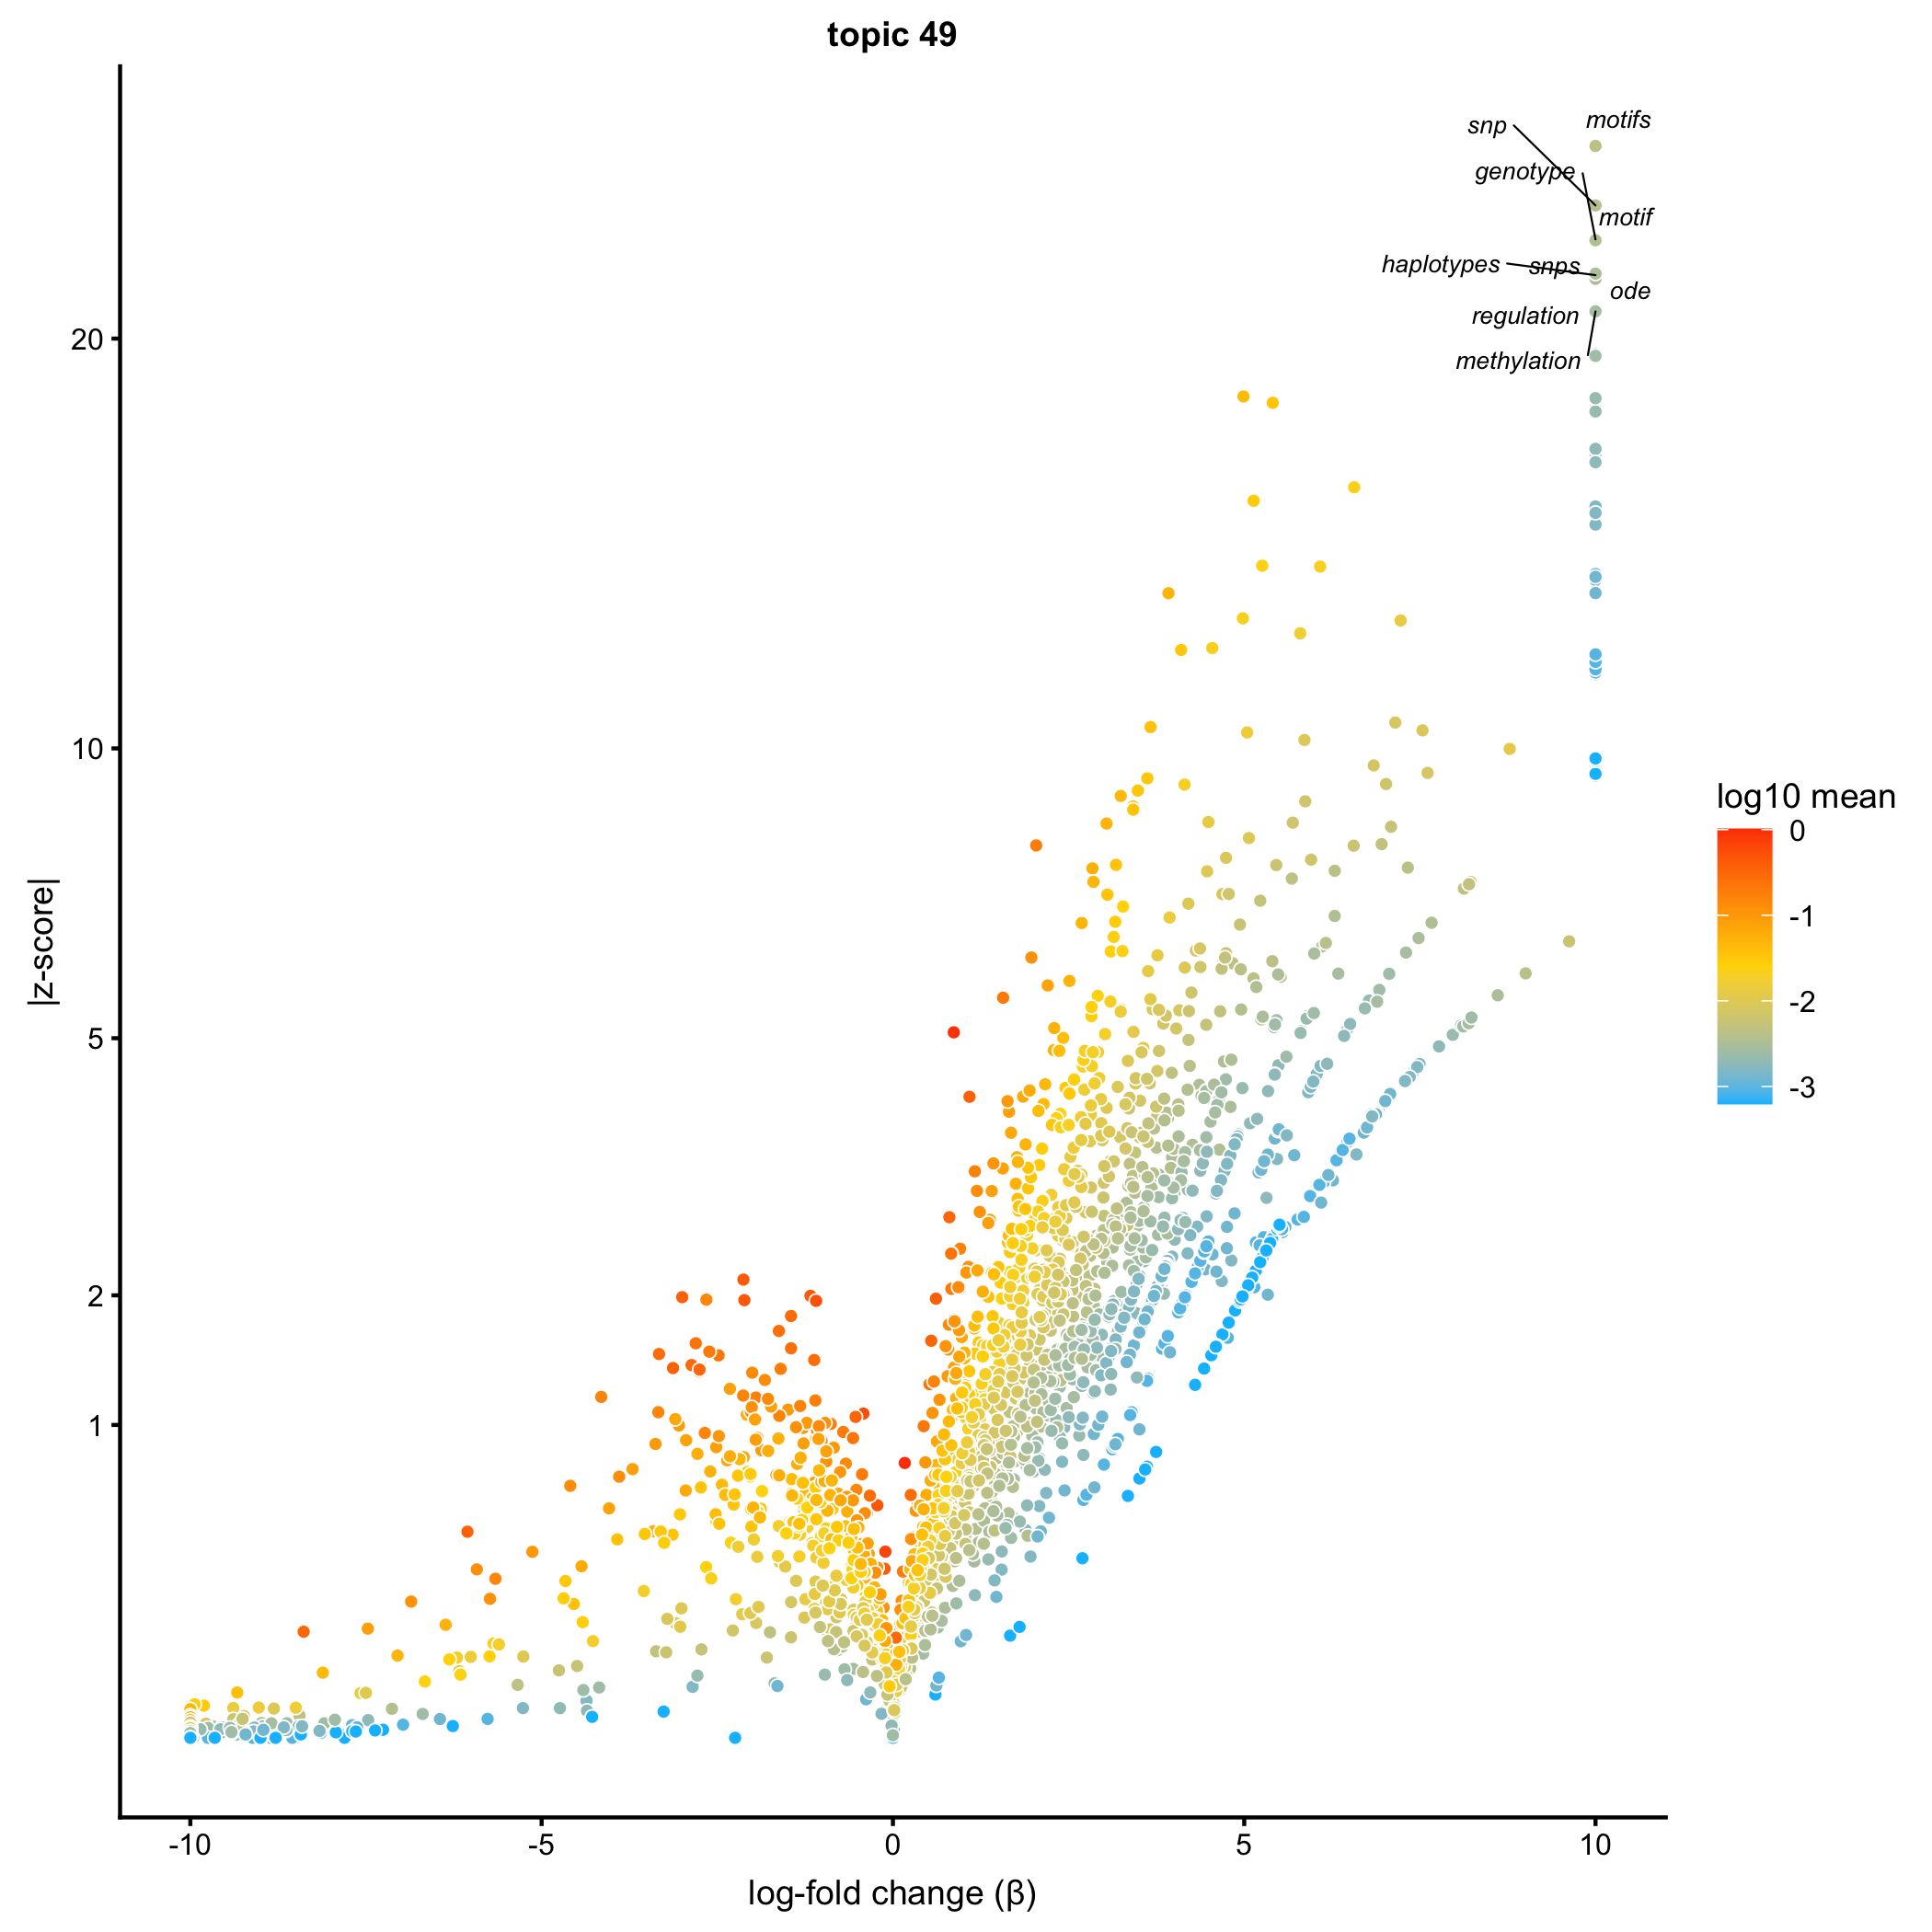 topic 49
motifs
snp
genotype
motif
haplotypes
snps
ode
regulation
methylation
20
10
5
2
1
|z-score|
-10
-5
0
5
10
log-fold change (β)
log10 mean
0
-1
-2
-3